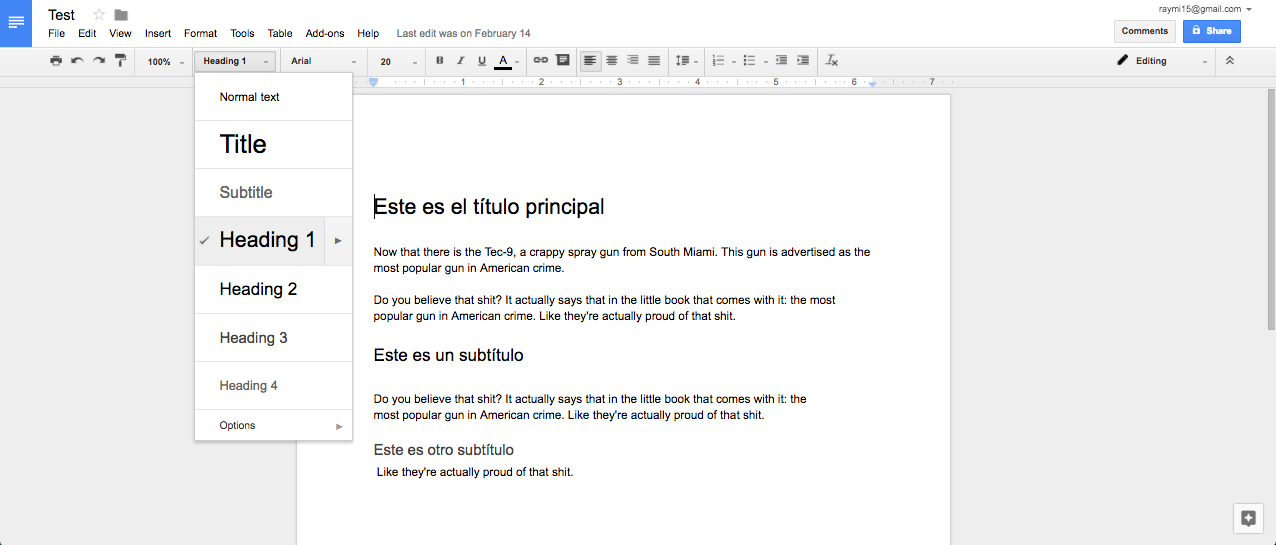 Test
raymi15@gmail.com
File Edit View Insert Format Tools Table Add-ons Help Last edit was on February 14
Comments Share
100% Heading 1 Arial 20 B I U A Editing
1 2 3 4 5 6 7
Normal text
Title
Subtitle
Heading 1
Heading 2
Heading 3
Heading 4
Options
Este es el título principal
Now that there is the Tec-9, a crappy spray gun from South Miami. This gun is advertised as the
most popular gun in American crime.
Do you believe that shit? It actually says that in the little book that comes with it: the most
popular gun in American crime. Like they're actually proud of that shit.
Este es un subtítulo
Do you believe that shit? It actually says that in the little book that comes with it: the
most popular gun in American crime. Like they're actually proud of that shit.
Este es otro subtítulo
Like they're actually proud of that shit.